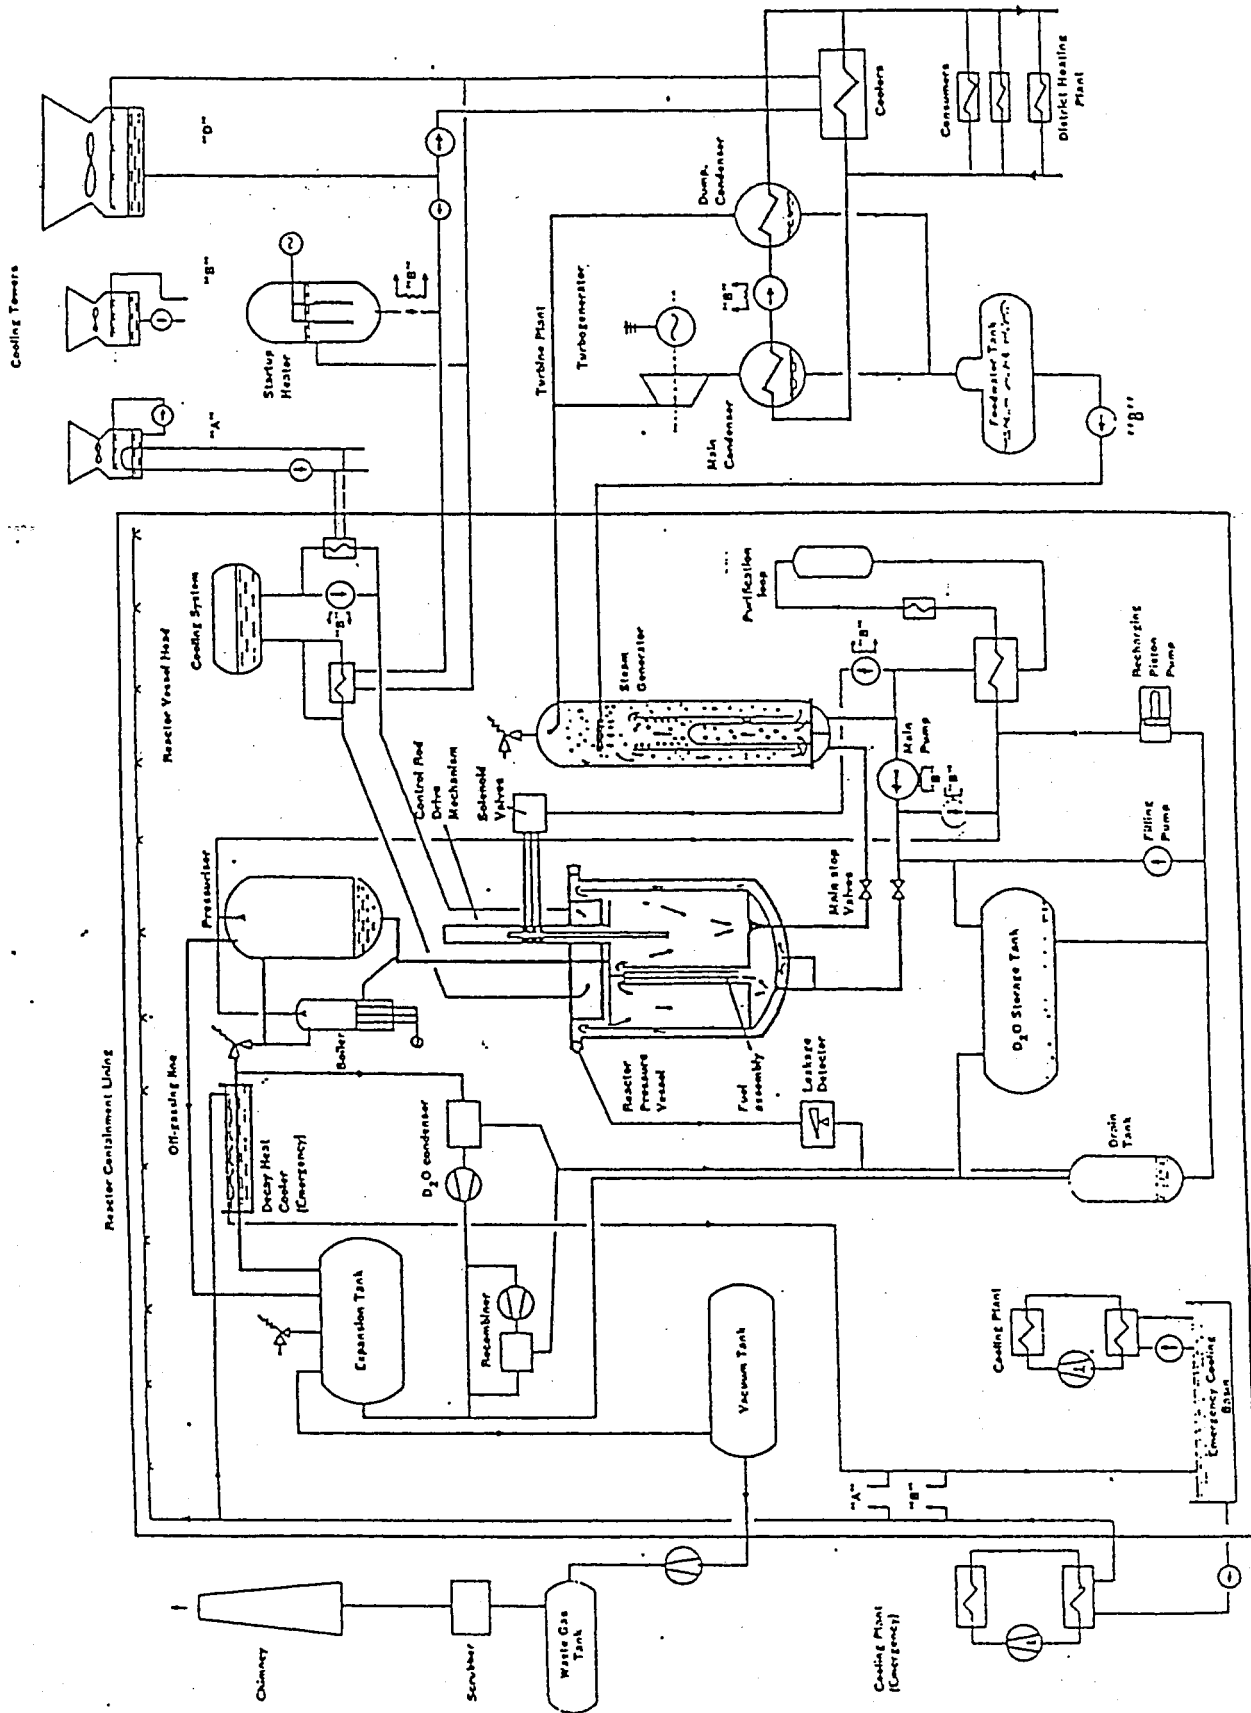 Cooling Towers
"A"
"B"
"D"
Startup
Heater
"B"
Reactor Vessel Head
Cooling System
"B"
Turbine Plant
Turbogenerator
Main
Condenser
"B"
Dump
Condenser
Coolers
Consumers
District Heating
Plant
Feedwater Tank
"B"
Reactor Containment Lining
Off-gassing line
Pressuriser
Boiler
Decay Heat
Cooler
(Emergency)
Control Rod
Drive
Mechanism
Solenoid
Valves
Steam
Generator
"B"
Purification
loop
Main
Pump
"B"
"B"
Recharging
Piston
Pump
Filling
Pump
Main stop
Valves
Reactor
Pressure
Vessel
Fuel
assembly
Leakage
Detector
D2O Storage Tank
Drain
Tank
D2O condenser
Recombiner
Expansion Tank
Vacuum Tank
Cooling Plant
Emergency Cooling
Basin
"A"
"B"
Chimney
Scrubber
Waste Gas
Tank
Cooling Plant
(Emergency)